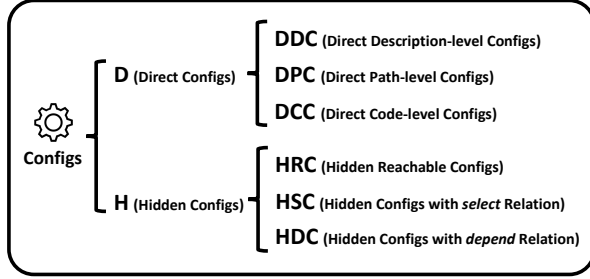 DDC (Direct Description-level Configs)
D (Direct Configs)
DPC (Direct Path-level Configs)
DCC (Direct Code-level Configs)
Configs
HRC (Hidden Reachable Configs)
H (Hidden Configs)
HSC (Hidden Configs with select Relation)
HDC (Hidden Configs with depend Relation)